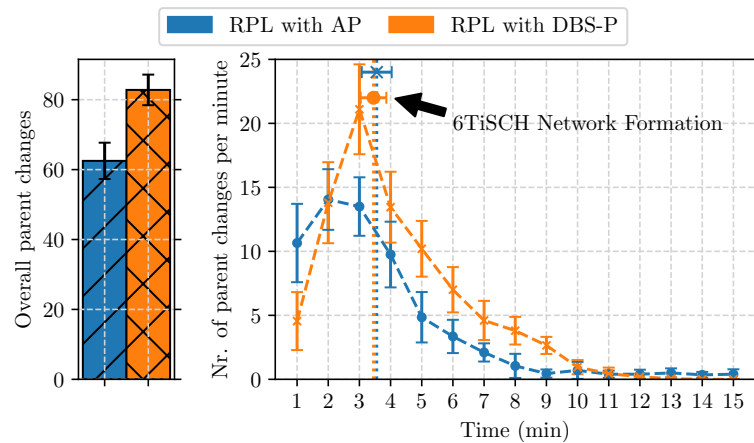 RPL with AP
RPL with DBS-P
Overall parent changes
0
20
40
60
80
Nr. of parent changes per minute
0
5
10
15
20
25
6TiSCH Network Formation
1 2 3 4 5 6 7 8 9 10 11 12 13 14 15
Time (min)